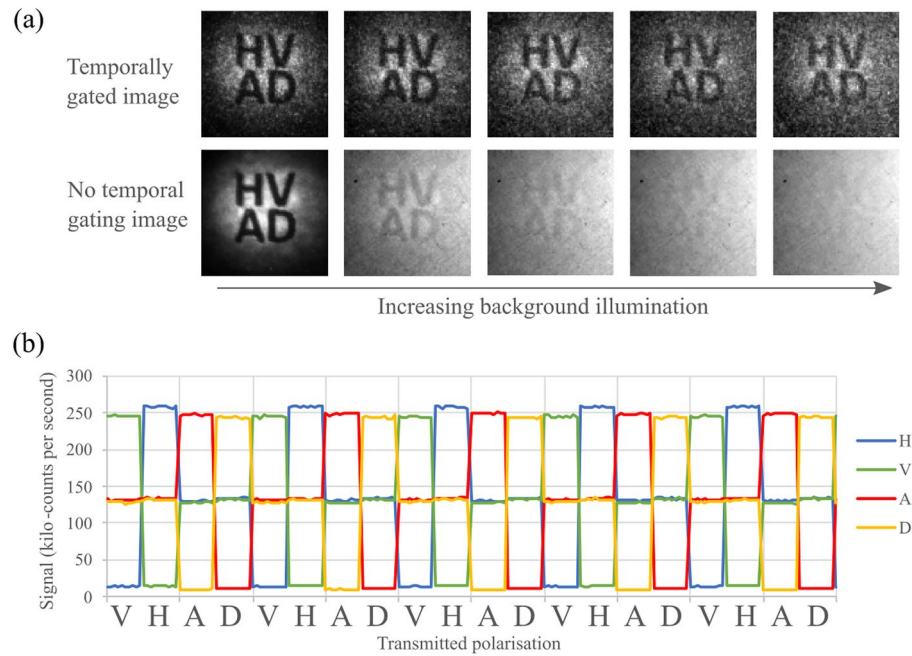 (a)
Temporally
gated image
HV
AD
HV
AD
HV
AD
HV
AD
HV
AD
No temporal
gating image
HV
AD
HV
AD
HV
AD
Increasing background illumination
(b)
Signal (kilo-counts per second)
300
250
200
150
100
50
0
V H A D V H A D V H A D V H A D V H A D
Transmitted polarisation
H
V
A
D